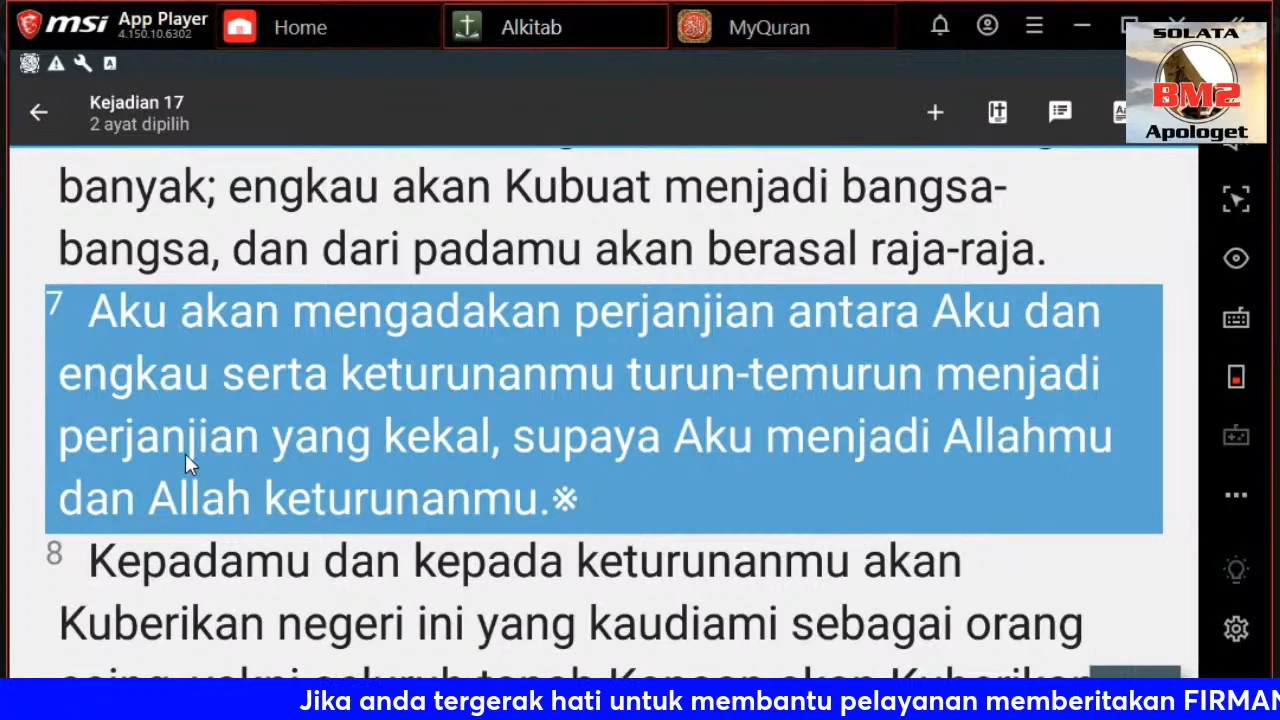 msi App Player
4.150.10.6302
Home
Alkitab
MyQuran
SOLATA
BM2
Apologet
Kejadian 17
2 ayat dipilih
banyak; engkau akan Kubuat menjadi bangsa-
bangsa, dan dari padamu akan berasal raja-raja.
7 Aku akan mengadakan perjanjian antara Aku dan
engkau serta keturunanmu turun-temurun menjadi
perjanjian yang kekal, supaya Aku menjadi Allahmu
dan Allah keturunanmu.※
8 Kepadamu dan kepada keturunanmu akan
Kuberikan negeri ini yang kaudiami sebagai orang
Jika anda tergerak hati untuk membantu pelayanan memberitakan FIRMAN